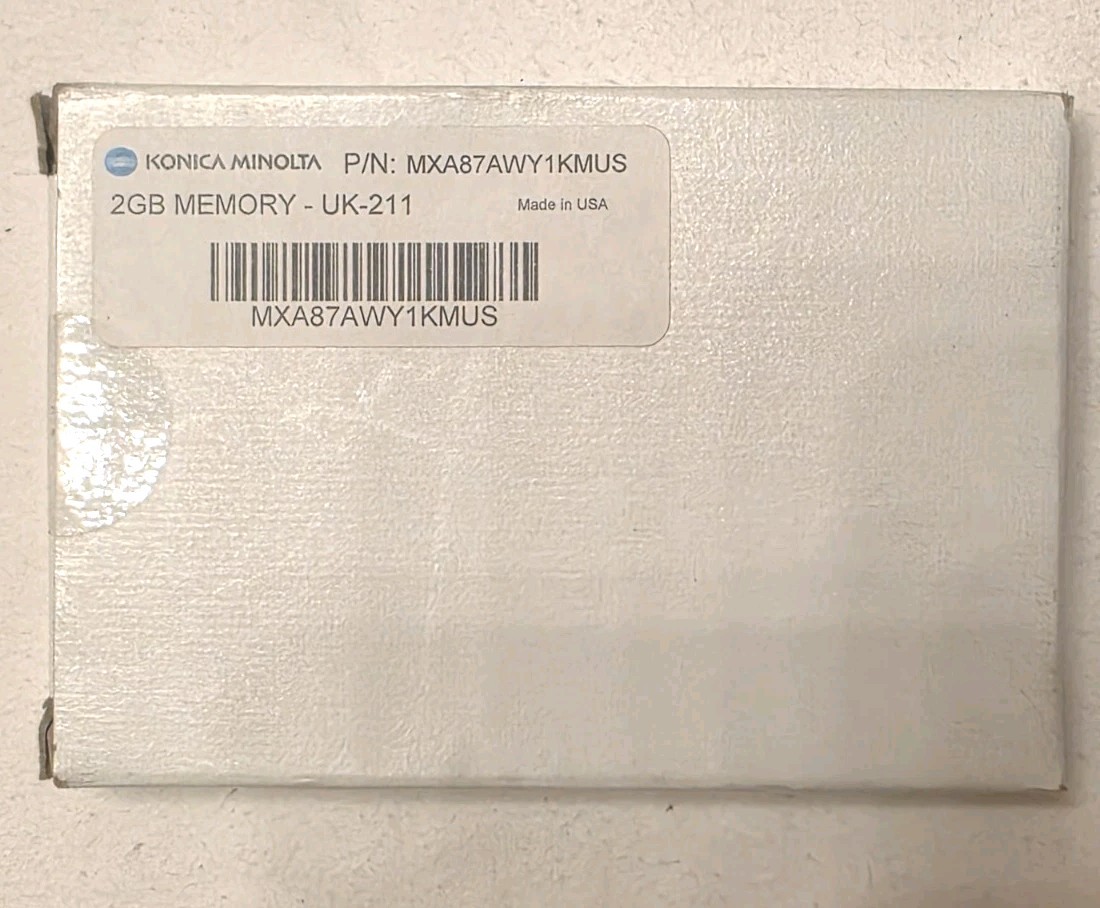 KONICA MINOLTA P/N: MXA87AWY1KMUS
2GB MEMORY - UK-211 Made in USA
MXA87AWY1KMUS